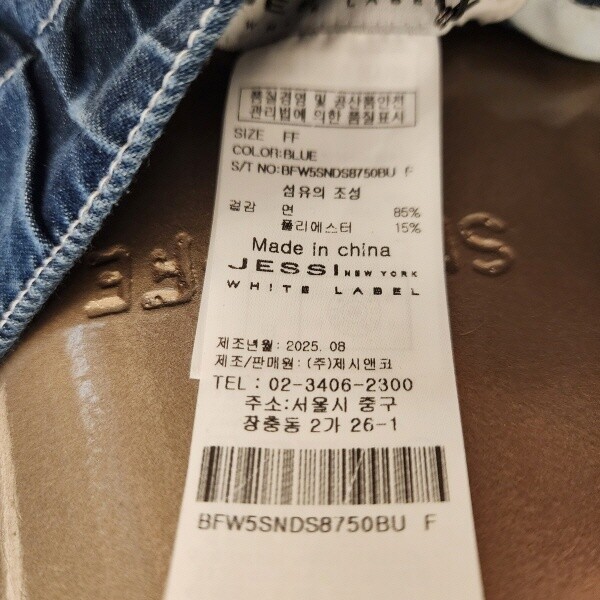 WHITE LABEL
품질경영 및 공산품안전
관리법에 의한 품질표시
SIZE FF
COLOR:BLUE
S/T NO:BFW5SNDS8750BU F
섬유의 조성
겉감 면 85%
폴리에스터 15%
Made in china
JESSI NEW YORK
WH!TE LABEL
제조년월: 2025. 08
제조/판매원: (주)제시앤코
TEL : 02-3406-2300
주소:서울시 중구
장충동 2가 26-1
BFW5SNDS8750BU F